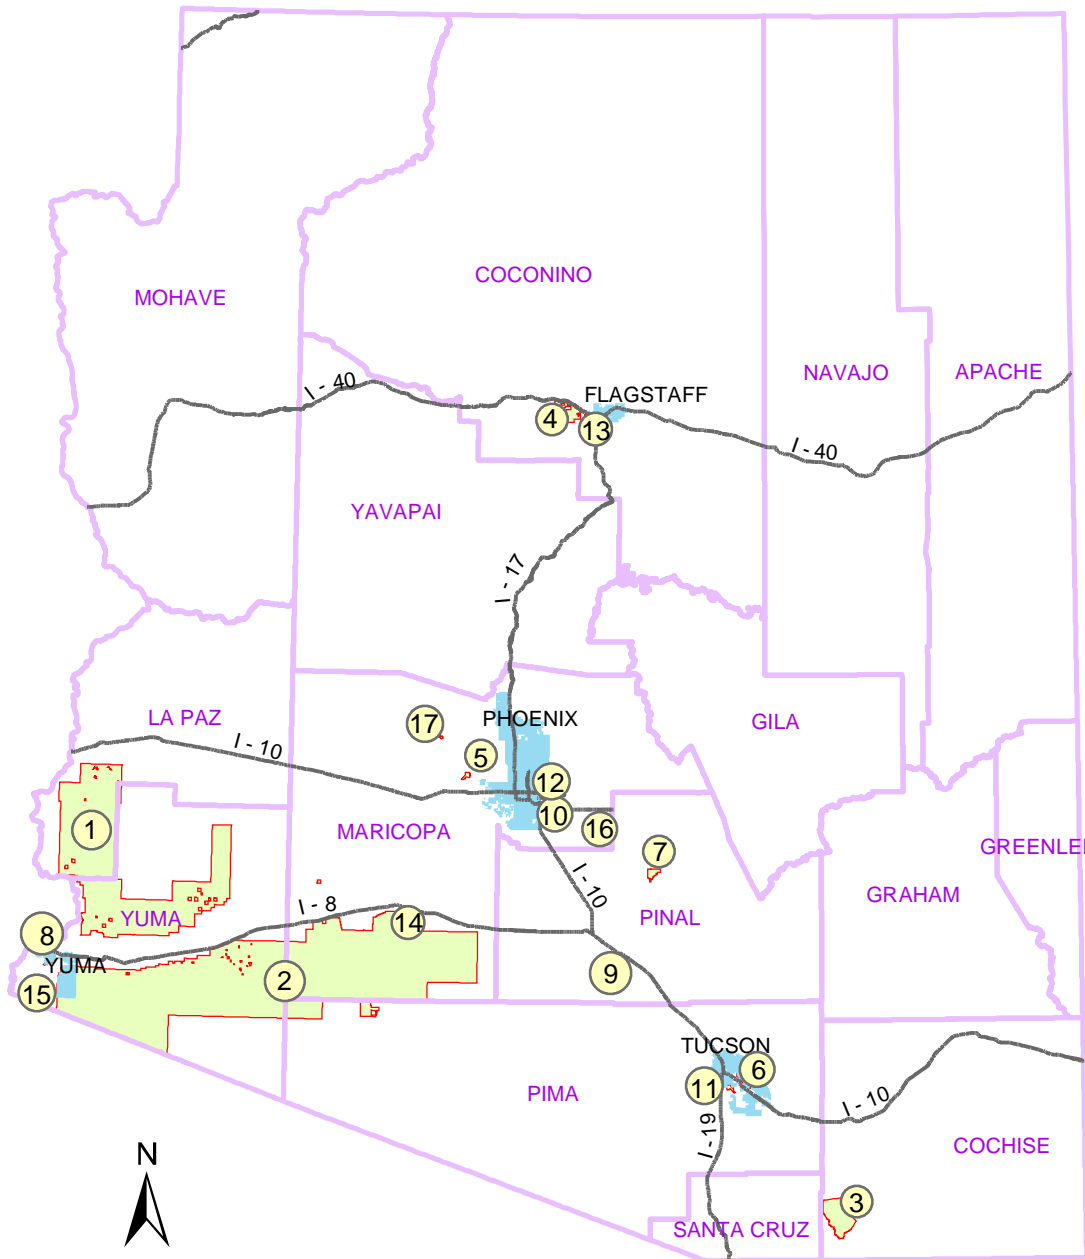 COCONINO
MOHAVE
NAVAJO
APACHE
I - 40
FLAGSTAFF
4
13
I - 40
YAVAPAI
I - 17
LA PAZ
17
PHOENIX
GILA
I - 10
5
12
10
16
1
MARICOPA
7
GREENLE
I - 10
GRAHAM
YUMA
I - 8
14
PINAL
8
YUMA
9
2
15
TUCSON
6
11
PIMA
I - 10
I - 19
COCHISE
N
3
SANTA CRUZ